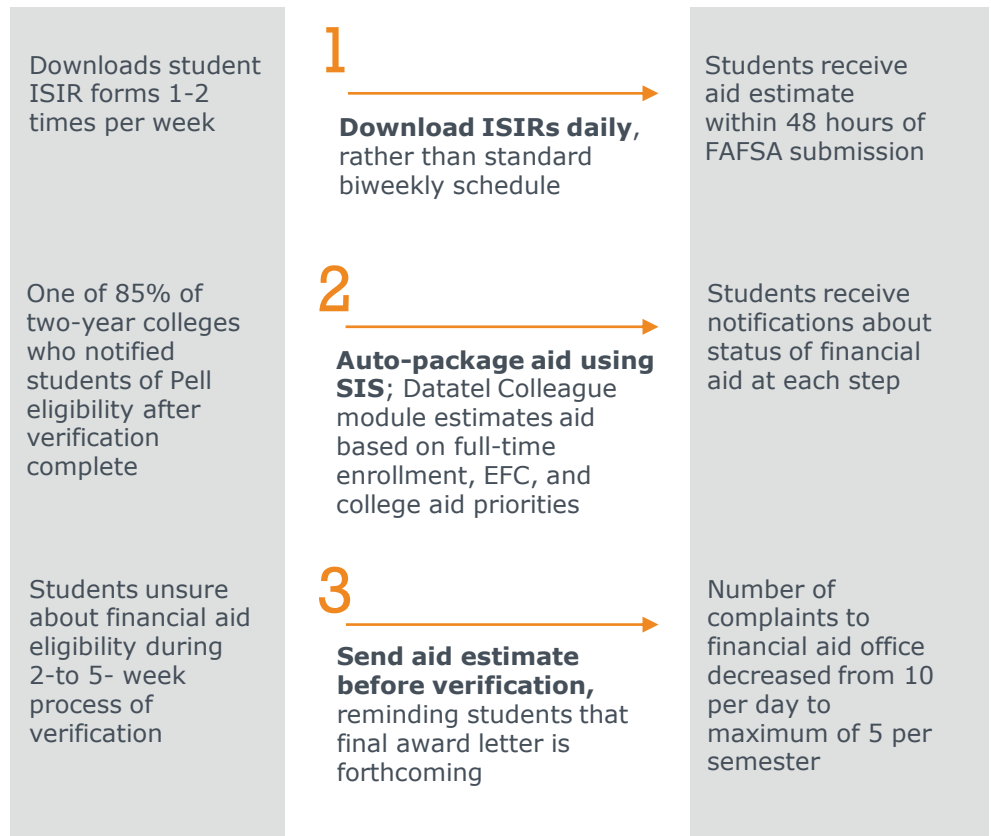 Downloads student
ISIR forms 1-2
times per week
1
Download ISIRs daily,
rather than standard
biweekly schedule
Students receive
aid estimate
within 48 hours of
FAFSA submission
One of 85% of
two-year colleges
who notified
students of Pell
eligibility after
verification
complete
2
Auto-package aid using
SIS; Datatel Colleague
module estimates aid
based on full-time
enrollment, EFC, and
college aid priorities
Students receive
notifications about
status of financial
aid at each step
Students unsure
about financial aid
eligibility during
2-to 5- week
process of
verification
3
Send aid estimate
before verification,
reminding students that
final award letter is
forthcoming
Number of
complaints to
financial aid office
decreased from 10
per day to
maximum of 5 per
semester